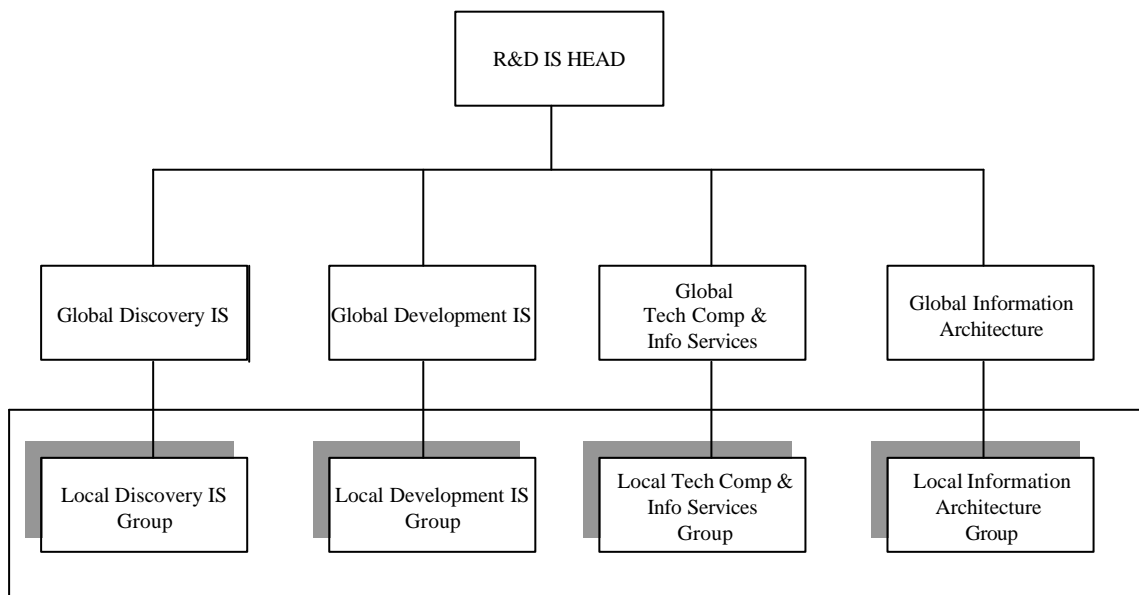 R&D IS HEAD
Global Discovery IS
Global Development IS
Global
Tech Comp &
Info Services
Global Information
Architecture
Local Discovery IS
Group
Local Development IS
Group
Local Tech Comp &
Info Services
Group
Local Information
Architecture
Group